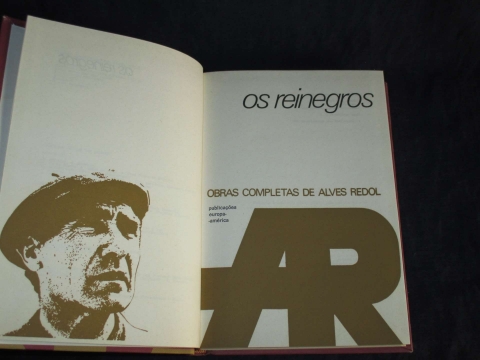 os reinegros
OBRAS COMPLETAS DE ALVES REDOL
publicações
europa-
américa
AR